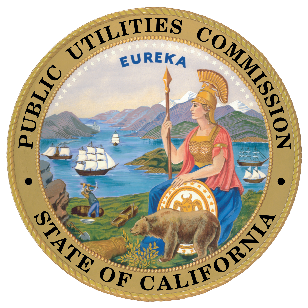 PUBLIC UTILITIES COMMISSION
EUREKA
STATE OF CALIFORNIA